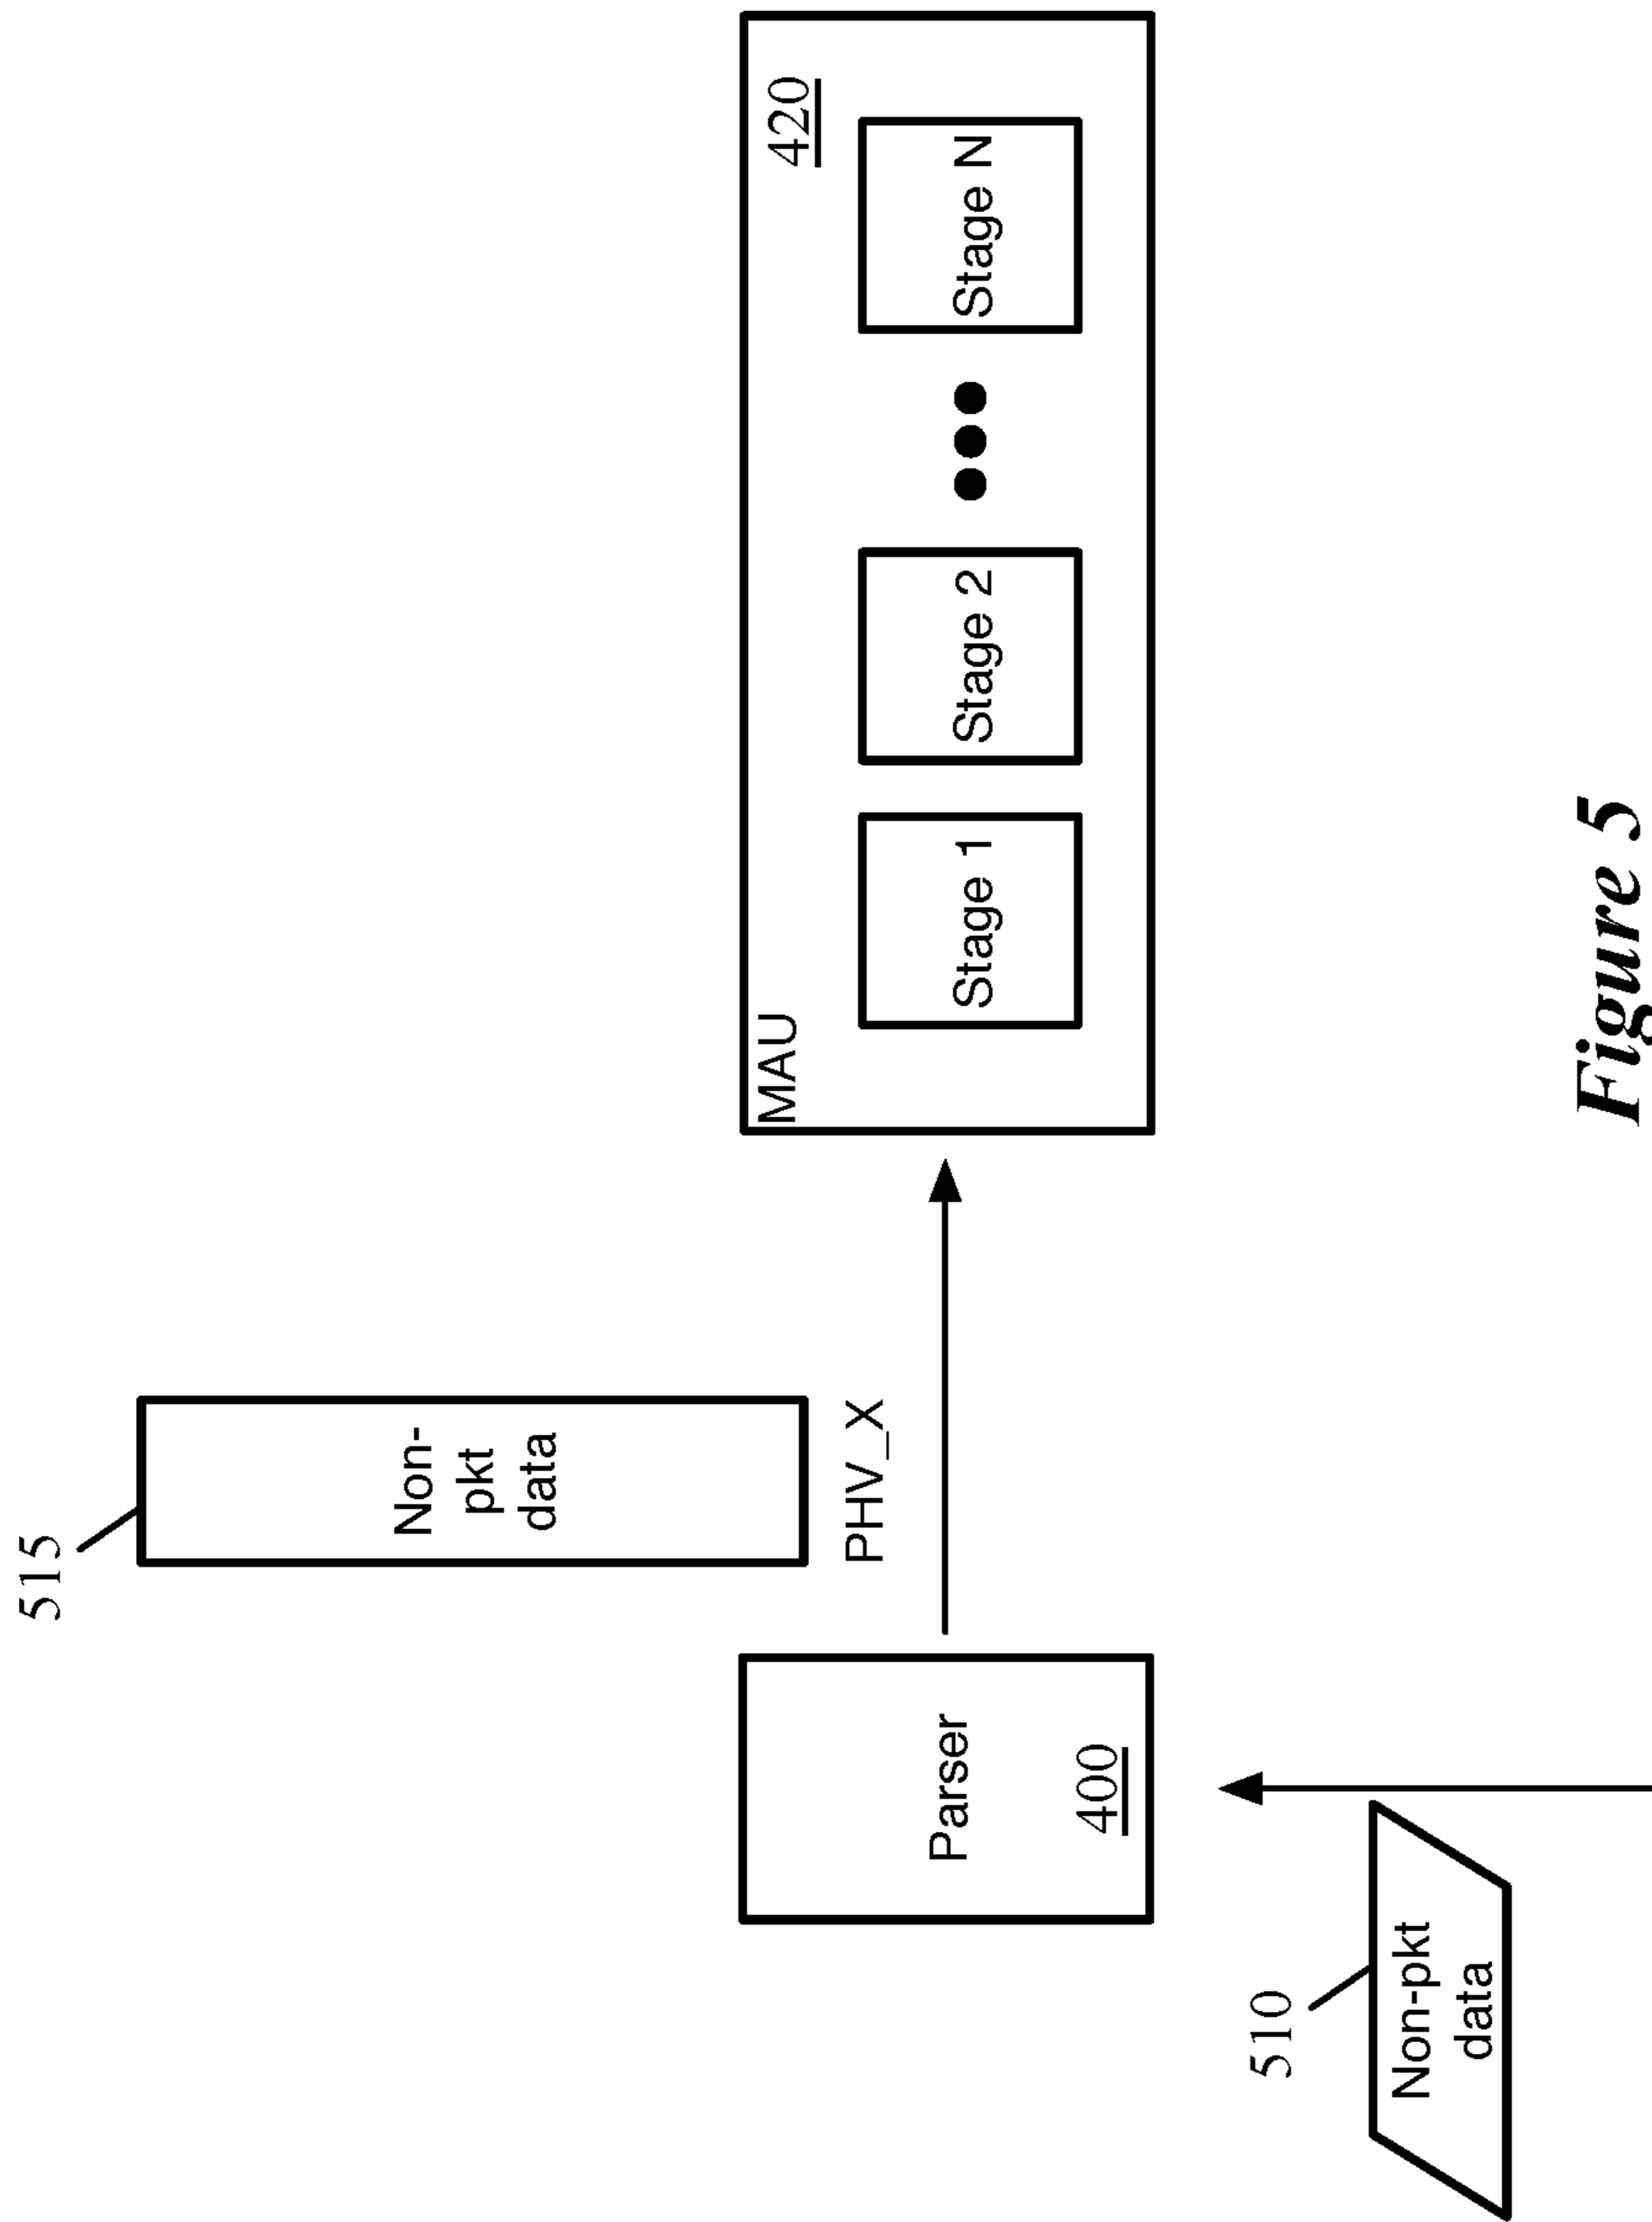 515
Non-
pkt
data
PHV_X
MAU
420
Stage 1
Stage 2
Stage N
Parser
400
510
Non-pkt
data
Figure 5